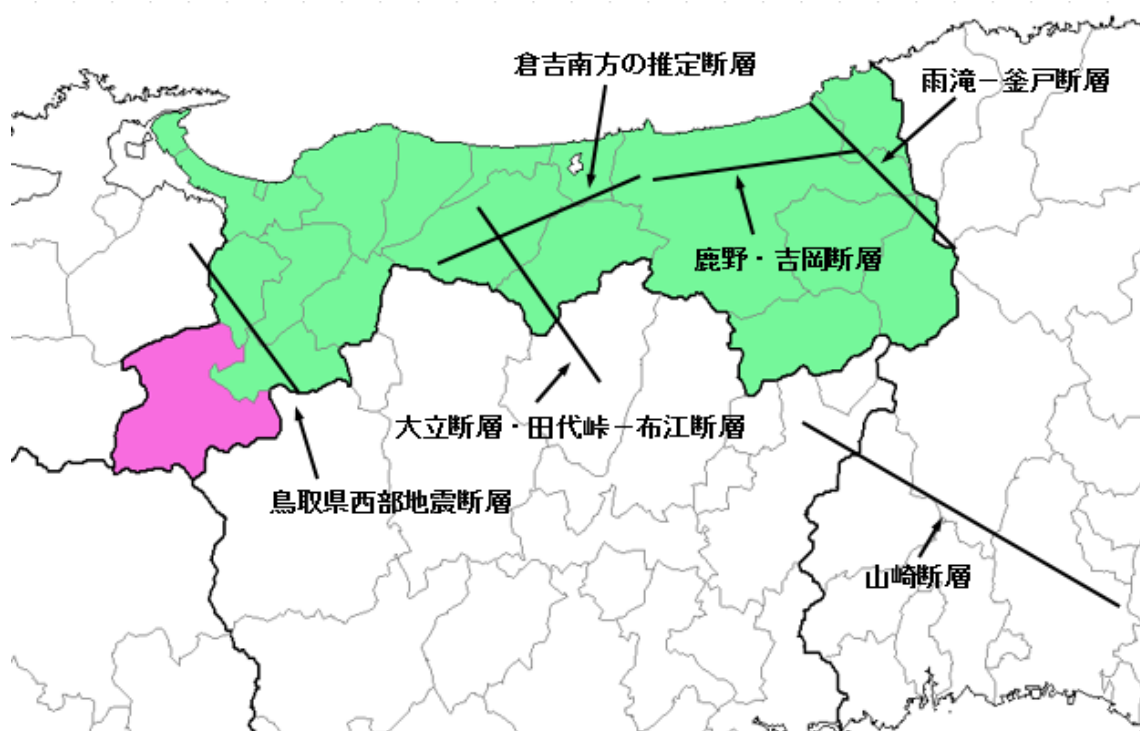 倉吉南方の推定断層
雨滝－釜戸断層
鹿野・吉岡断層
大立断層・田代峠－布江断層
鳥取県西部地震断層
山崎断層